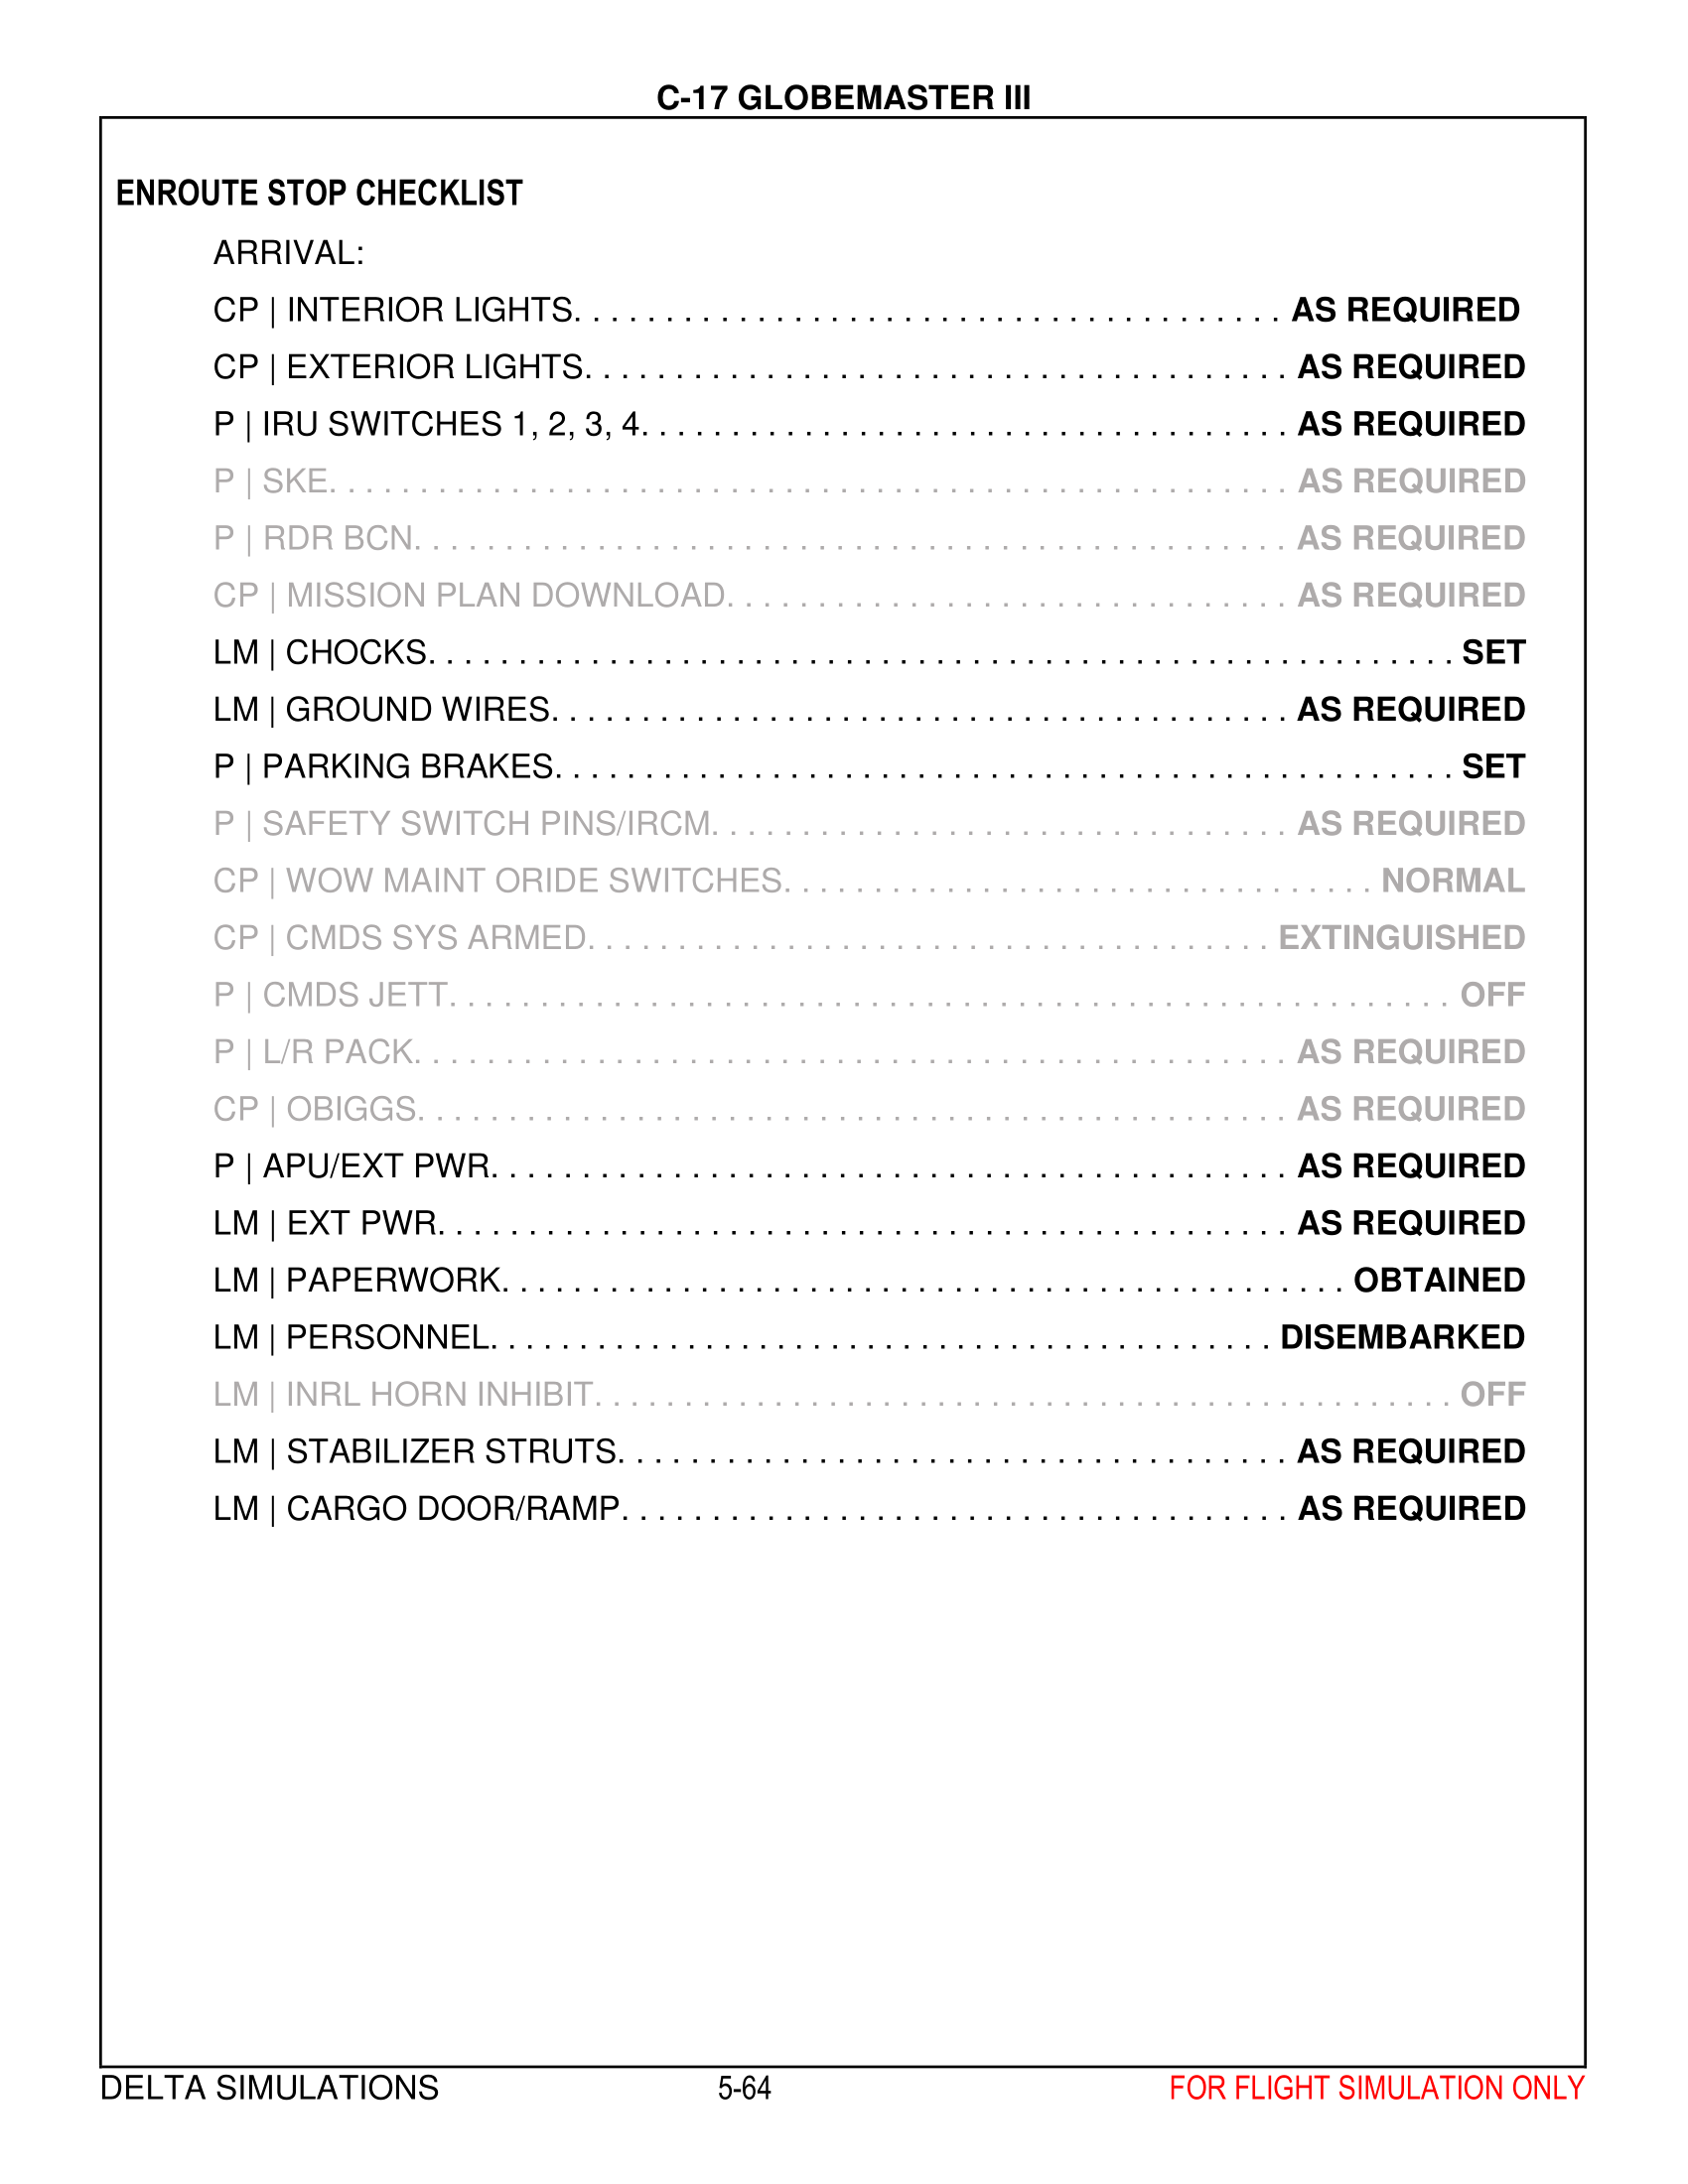 C-17 GLOBEMASTER III
ENROUTE STOP CHECKLIST
ARRIVAL:
CP | INTERIOR LIGHTS. . . . . . . . . . . . . . . . . . . . . . . . . . . . . . . . . . . . . . . AS REQUIRED
CP | EXTERIOR LIGHTS. . . . . . . . . . . . . . . . . . . . . . . . . . . . . . . . . . . . . . . AS REQUIRED
P | IRU SWITCHES 1, 2, 3, 4. . . . . . . . . . . . . . . . . . . . . . . . . . . . . . . . . . . . AS REQUIRED
P | SKE. . . . . . . . . . . . . . . . . . . . . . . . . . . . . . . . . . . . . . . . . . . . . . . . . . . . . AS REQUIRED
P | RDR BCN. . . . . . . . . . . . . . . . . . . . . . . . . . . . . . . . . . . . . . . . . . . . . . . . AS REQUIRED
CP | MISSION PLAN DOWNLOAD. . . . . . . . . . . . . . . . . . . . . . . . . . . . . . . AS REQUIRED
LM | CHOCKS. . . . . . . . . . . . . . . . . . . . . . . . . . . . . . . . . . . . . . . . . . . . . . . . . . . . . . . . . SET
LM | GROUND WIRES. . . . . . . . . . . . . . . . . . . . . . . . . . . . . . . . . . . . . . . . . AS REQUIRED
P | PARKING BRAKES. . . . . . . . . . . . . . . . . . . . . . . . . . . . . . . . . . . . . . . . . . . . . . . . . . SET
P | SAFETY SWITCH PINS/IRCM. . . . . . . . . . . . . . . . . . . . . . . . . . . . . . . . AS REQUIRED
CP | WOW MAINT ORIDE SWITCHES. . . . . . . . . . . . . . . . . . . . . . . . . . . . . . . . . NORMAL
CP | CMDS SYS ARMED. . . . . . . . . . . . . . . . . . . . . . . . . . . . . . . . . . . . . . EXTINGUISHED
P | CMDS JETT. . . . . . . . . . . . . . . . . . . . . . . . . . . . . . . . . . . . . . . . . . . . . . . . . . . . . . . OFF
P | L/R PACK. . . . . . . . . . . . . . . . . . . . . . . . . . . . . . . . . . . . . . . . . . . . . . . . AS REQUIRED
CP | OBIGGS. . . . . . . . . . . . . . . . . . . . . . . . . . . . . . . . . . . . . . . . . . . . . . . . AS REQUIRED
P | APU/EXT PWR. . . . . . . . . . . . . . . . . . . . . . . . . . . . . . . . . . . . . . . . . . . . AS REQUIRED
LM | EXT PWR. . . . . . . . . . . . . . . . . . . . . . . . . . . . . . . . . . . . . . . . . . . . . . . AS REQUIRED
LM | PAPERWORK. . . . . . . . . . . . . . . . . . . . . . . . . . . . . . . . . . . . . . . . . . . . . . . OBTAINED
LM | PERSONNEL. . . . . . . . . . . . . . . . . . . . . . . . . . . . . . . . . . . . . . . . . . . DISEMBARKED
LM | INRL HORN INHIBIT. . . . . . . . . . . . . . . . . . . . . . . . . . . . . . . . . . . . . . . . . . . . . . . OFF
LM | STABILIZER STRUTS. . . . . . . . . . . . . . . . . . . . . . . . . . . . . . . . . . . . . AS REQUIRED
LM | CARGO DOOR/RAMP. . . . . . . . . . . . . . . . . . . . . . . . . . . . . . . . . . . . . AS REQUIRED
DELTA SIMULATIONS 5-64 FOR FLIGHT SIMULATION ONLY